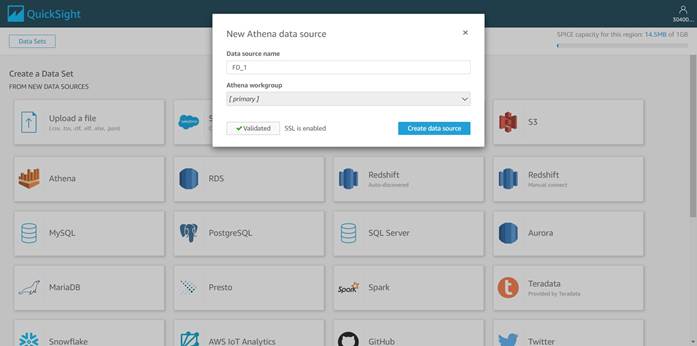 QuickSight
30400...
Data Sets
SPICE capacity for this region: 14.5MB of 1GB
New Athena data source
×
Data source name
FD_1
Athena workgroup
[ primary ]
Validated
SSL is enabled
Create data source
Create a Data Set
FROM NEW DATA SOURCES
Upload a file
(.csv, .tsv, .clf, .elf, .xlsx, .json)
S
S3
Athena
RDS
Redshift
Auto-discovered
Redshift
Manual connect
MySQL
PostgreSQL
SQL Server
Aurora
MariaDB
Presto
Spark
Spark
Teradata
Provided by Teradata
Snowflake
AWS IoT Analytics
GitHub
Twitter